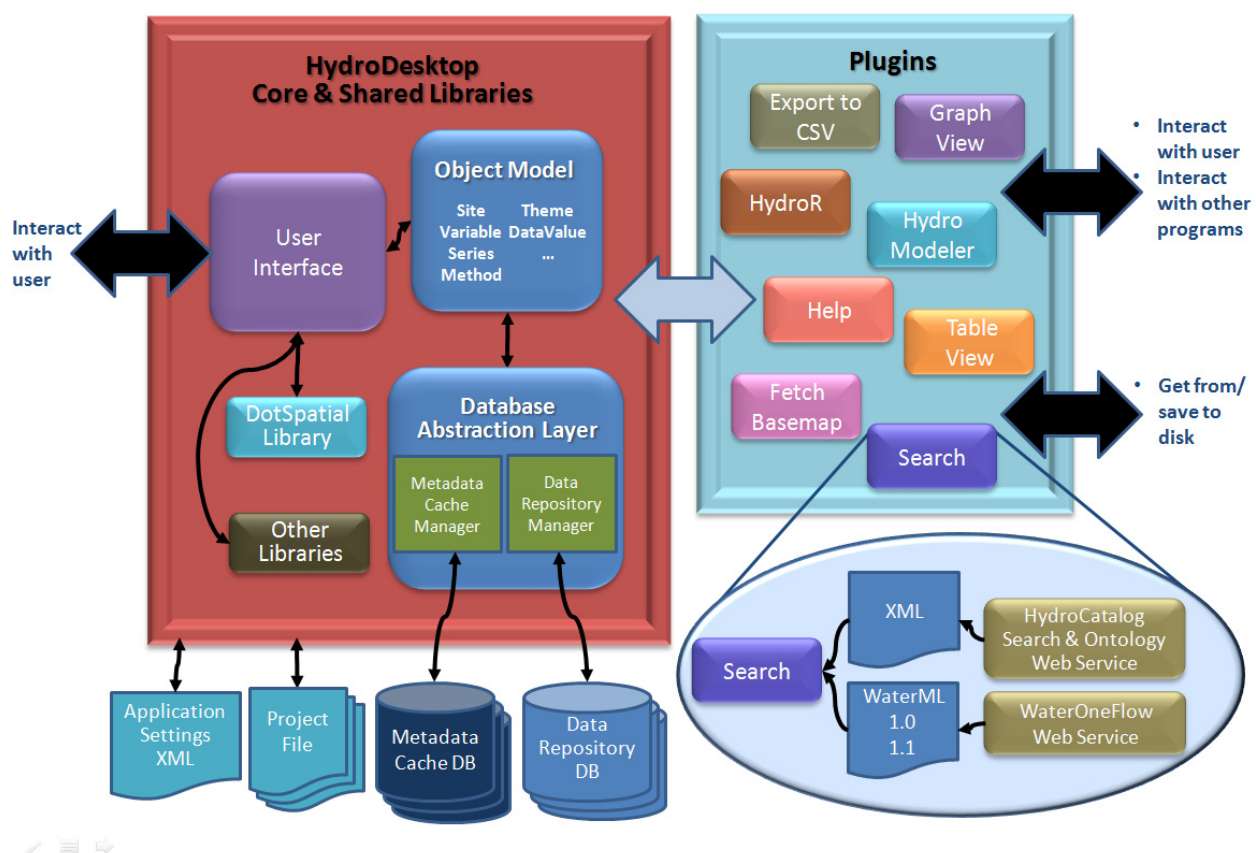 HydroDesktop
Core & Shared Libraries
Interact
with
user
User
Interface
Object Model
Site Theme
Variable DataValue
Series ...
Method
DotSpatial
Library
Other
Libraries
Database
Abstraction Layer
Metadata
Cache
Manager
Data
Repository
Manager
Application
Settings
XML
Project
File
Metadata
Cache DB
Data
Repository
DB
Plugins
Export to
CSV
Graph
View
HydroR
Hydro
Modeler
Help
Table
View
Fetch
Basemap
Search
• Interact
with user
• Interact
with other
programs
• Get from/
save to
disk
Search
XML
HydroCatalog
Search & Ontology
Web Service
WaterML
1.0
1.1
WaterOneFlow
Web Service